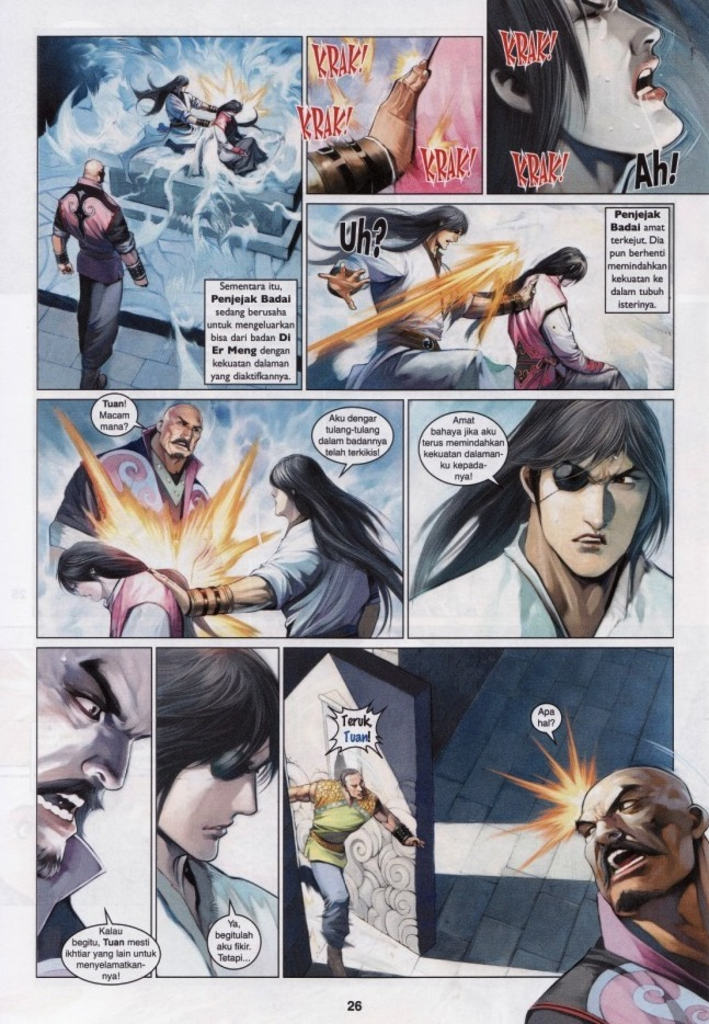 Sementara itu,
Penjejak Badai
sedang berusaha
untuk mengeluarkan
bisa dari badan Di
Er Meng dengan
kekuatan dalaman
yang diaktifkannya.
KRAK!
KRAK!
KRAK!
KRAK!
KRAK!
Ah!
Uh?
Penjejak
Badai amat
terkejut. Dia
pun berhenti
memindahkan
kekuatan ke
dalam tubuh
isterinya.
Tuan!
Macam
mana?
Aku dengar
tulang-tulang
dalam badannya
telah terkikis!
Amat
bahaya jika aku
terus memindahkan
kekuatan dalaman-
ku kepada-
nya!
Kalau
begitu, Tuan mesti
ikhtiar yang lain untuk
menyelamatkan-
nya!
Ya,
begitulah
aku fikir.
Tetapi...
Teruk,
Tuan!
Apa
hal?
26